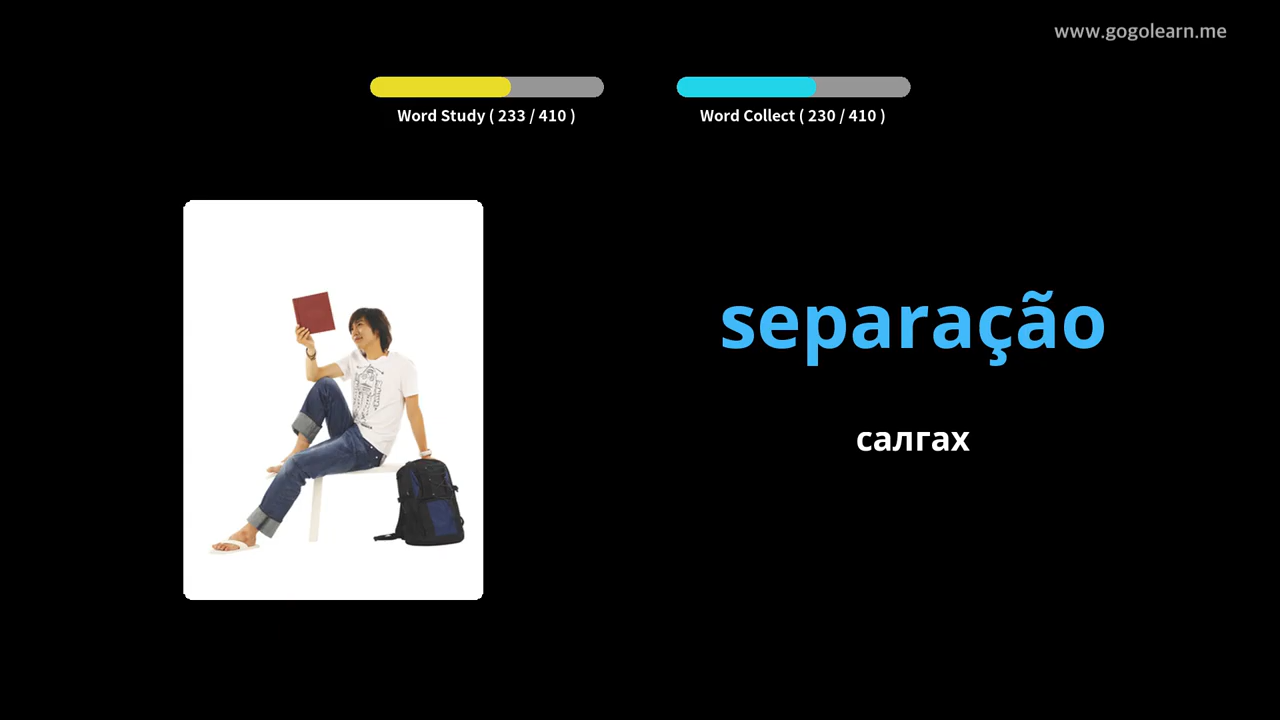 www.gogolearn.me
Word Study ( 233 / 410 )
Word Collect ( 230 / 410 )
separação
салгах